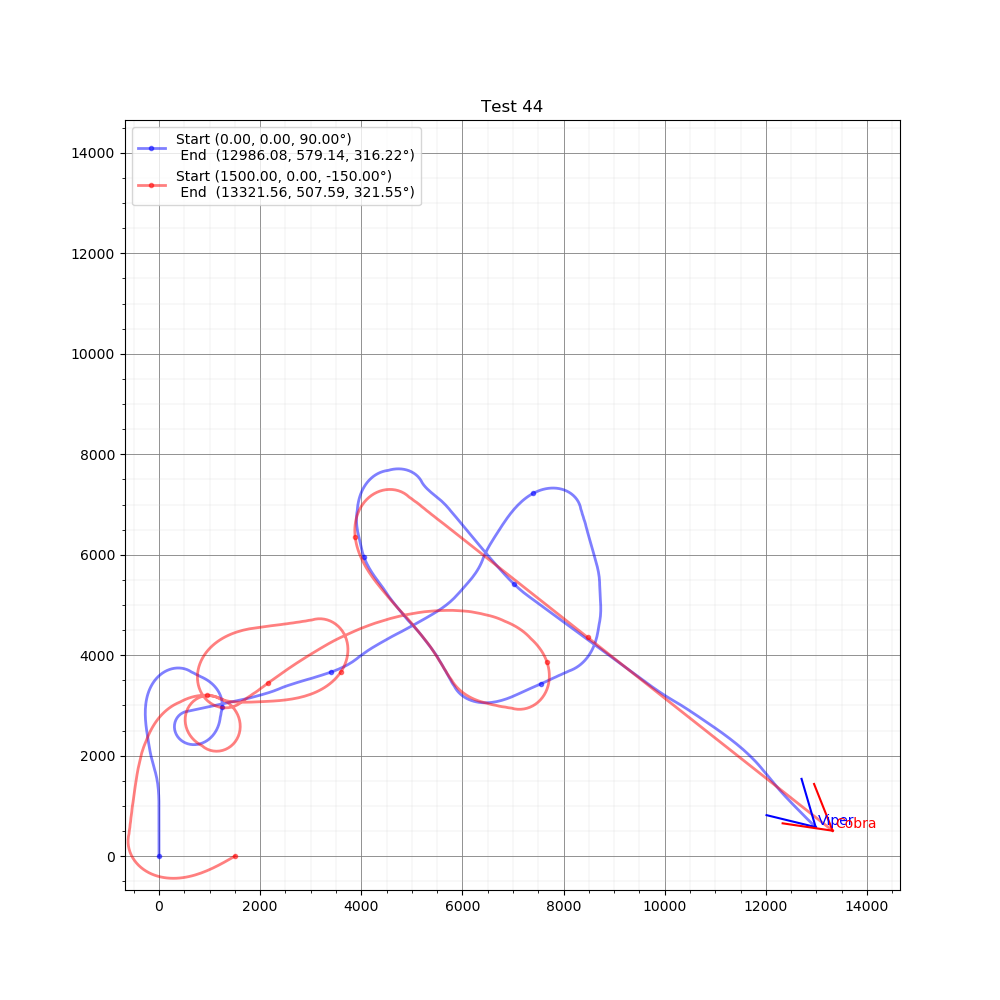 Test 44
Start (0.00, 0.00, 90.00°)
End (12986.08, 579.14, 316.22°)
Start (1500.00, 0.00, -150.00°)
End (13321.56, 507.59, 321.55°)
14000
12000
10000
8000
6000
4000
2000
0
Viper
Cobra
0 2000 4000 6000 8000 10000 12000 14000